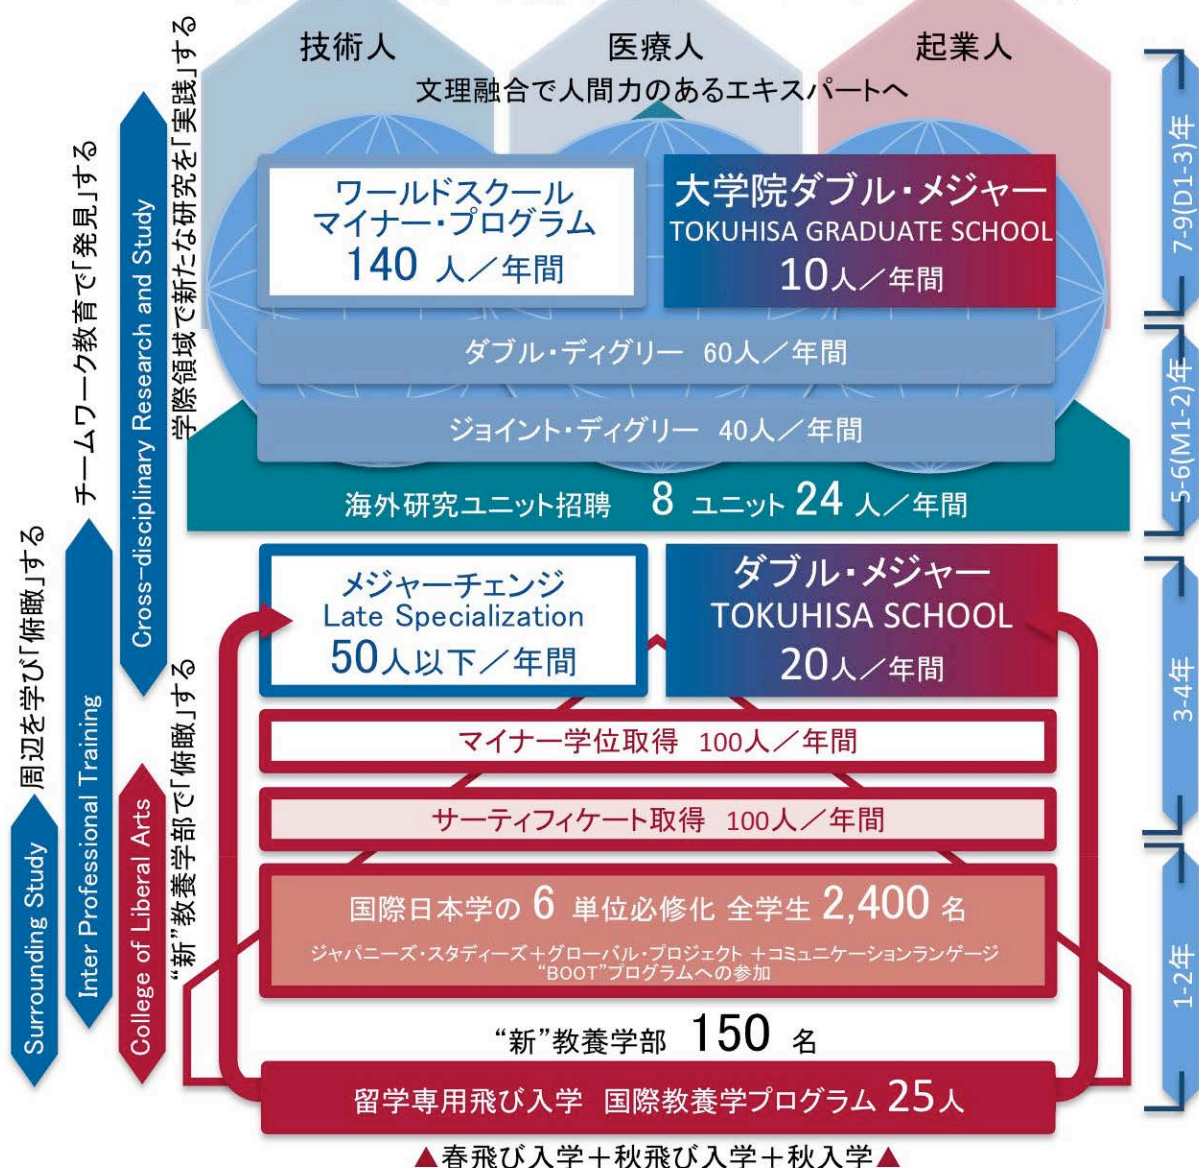 技術人
医療人
起業人
文理融合で人間力のあるエキスパートへ
ワールドスクール
マイナー・プログラム
140 人／年間
大学院ダブル・メジャー
TOKUHISA GRADUATE SCHOOL
10人／年間
ダブル・ディグリー 60人／年間
ジョイント・ディグリー 40人／年間
海外研究ユニット招聘 8 ユニット 24 人／年間
メジャーチェンジ
Late Specialization
50人以下／年間
ダブル・メジャー
TOKUHISA SCHOOL
20人／年間
マイナー学位取得 100人／年間
サーティフィケート取得 100人／年間
国際日本学の 6 単位必修化 全学生 2,400 名
ジャパニーズ・スタディーズ＋グローバル・プロジェクト＋コミュニケーションランゲージ
“BOOT”プログラムへの参加
“新”教養学部 150 名
留学専用飛び入学 国際教養学プログラム 25人
▲春飛び入学＋秋飛び入学＋秋入学▲
Surrounding Study
周辺を学び「俯瞰」する
Inter Professional Training
チームワーク教育で「発見」する
College of Liberal Arts
“新”教養学部で「俯瞰」する
Cross-disciplinary Research and Study
学際領域で新たな研究を「実践」する
7-9(D1-3)年
5-6(M1-2)年
3-4年
1-2年